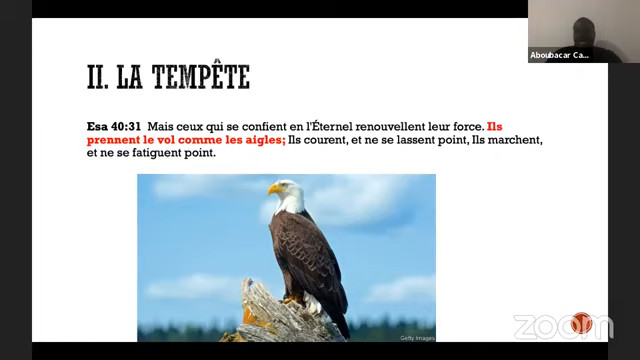 Aboubacar Ca...
II. LA TEMPÊTE
Esa 40:31 Mais ceux qui se confient en l'Éternel renouvellent leur force. Ils
prennent le vol comme les aigles; Ils courent, et ne se lassent point, Ils marchent,
et ne se fatiguent point.
Getty Images
zoom